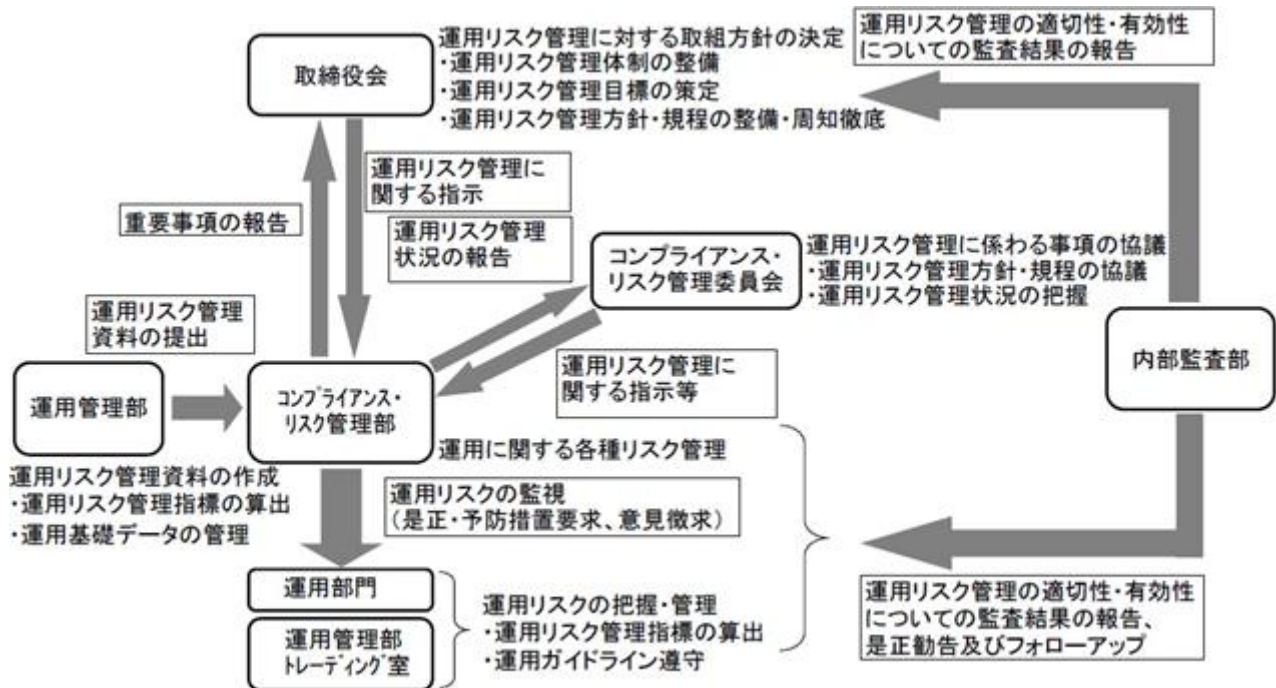 取締役会
運用リスク管理に対する取組方針の決定
・運用リスク管理体制の整備
・運用リスク管理目標の策定
・運用リスク管理方針・規程の整備・周知徹底
運用リスク管理の適切性・有効性
についての監査結果の報告
重要事項の報告
運用リスク管理に
関する指示
運用リスク管理
状況の報告
コンプライアンス・
リスク管理委員会
運用リスク管理に係わる事項の協議
・運用リスク管理方針・規程の協議
・運用リスク管理状況の把握
運用リスク管理
資料の提出
運用リスク管理に
関する指示等
内部監査部
運用管理部
コンプライアンス・
リスク管理部
運用に関する各種リスク管理
運用リスク管理資料の作成
・運用リスク管理指標の算出
・運用基礎データの管理
運用リスクの監視
(是正・予防措置要求、意見徴求)
運用部門
運用管理部
トレーディング室
運用リスクの把握・管理
・運用リスク管理指標の算出
・運用ガイドライン遵守
運用リスク管理の適切性・有効性
についての監査結果の報告、
是正勧告及びフォローアップ